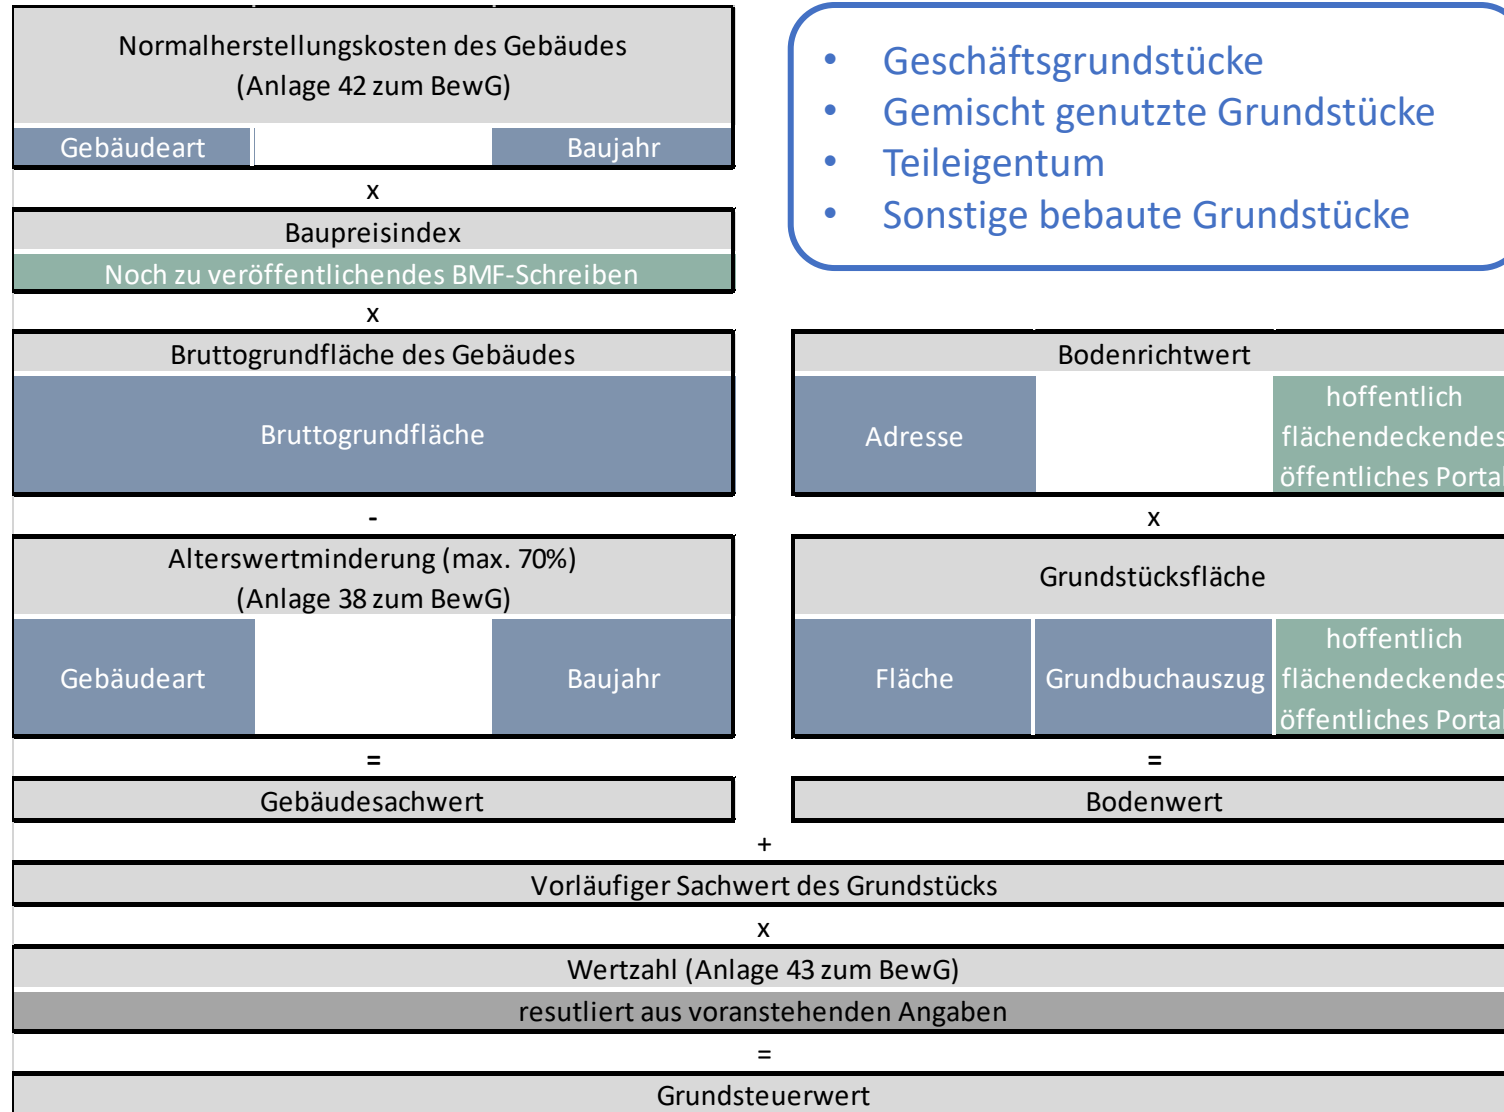 Normalherstellungskosten des Gebäudes
(Anlage 42 zum BewG)
Gebäudeart
Baujahr
x
Baupreisindex
Noch zu veröffentlichendes BMF-Schreiben
x
Bruttogrundfläche des Gebäudes
Bruttogrundfläche
-
Alterswertminderung (max. 70%)
(Anlage 38 zum BewG)
Gebäudeart
Baujahr
=
Gebäudesachwert
• Geschäftsgrundstücke
• Gemischt genutzte Grundstücke
• Teileigentum
• Sonstige bebaute Grundstücke
Bodenrichtwert
Adresse
hoffentlich
flächendeckendes
öffentliches Portal
x
Grundstücksfläche
Fläche
Grundbuchauszug
hoffentlich
flächendeckendes
öffentliches Portal
=
Bodenwert
+
Vorläufiger Sachwert des Grundstücks
x
Wertzahl (Anlage 43 zum BewG)
resutliert aus voranstehenden Angaben
=
Grundsteuerwert